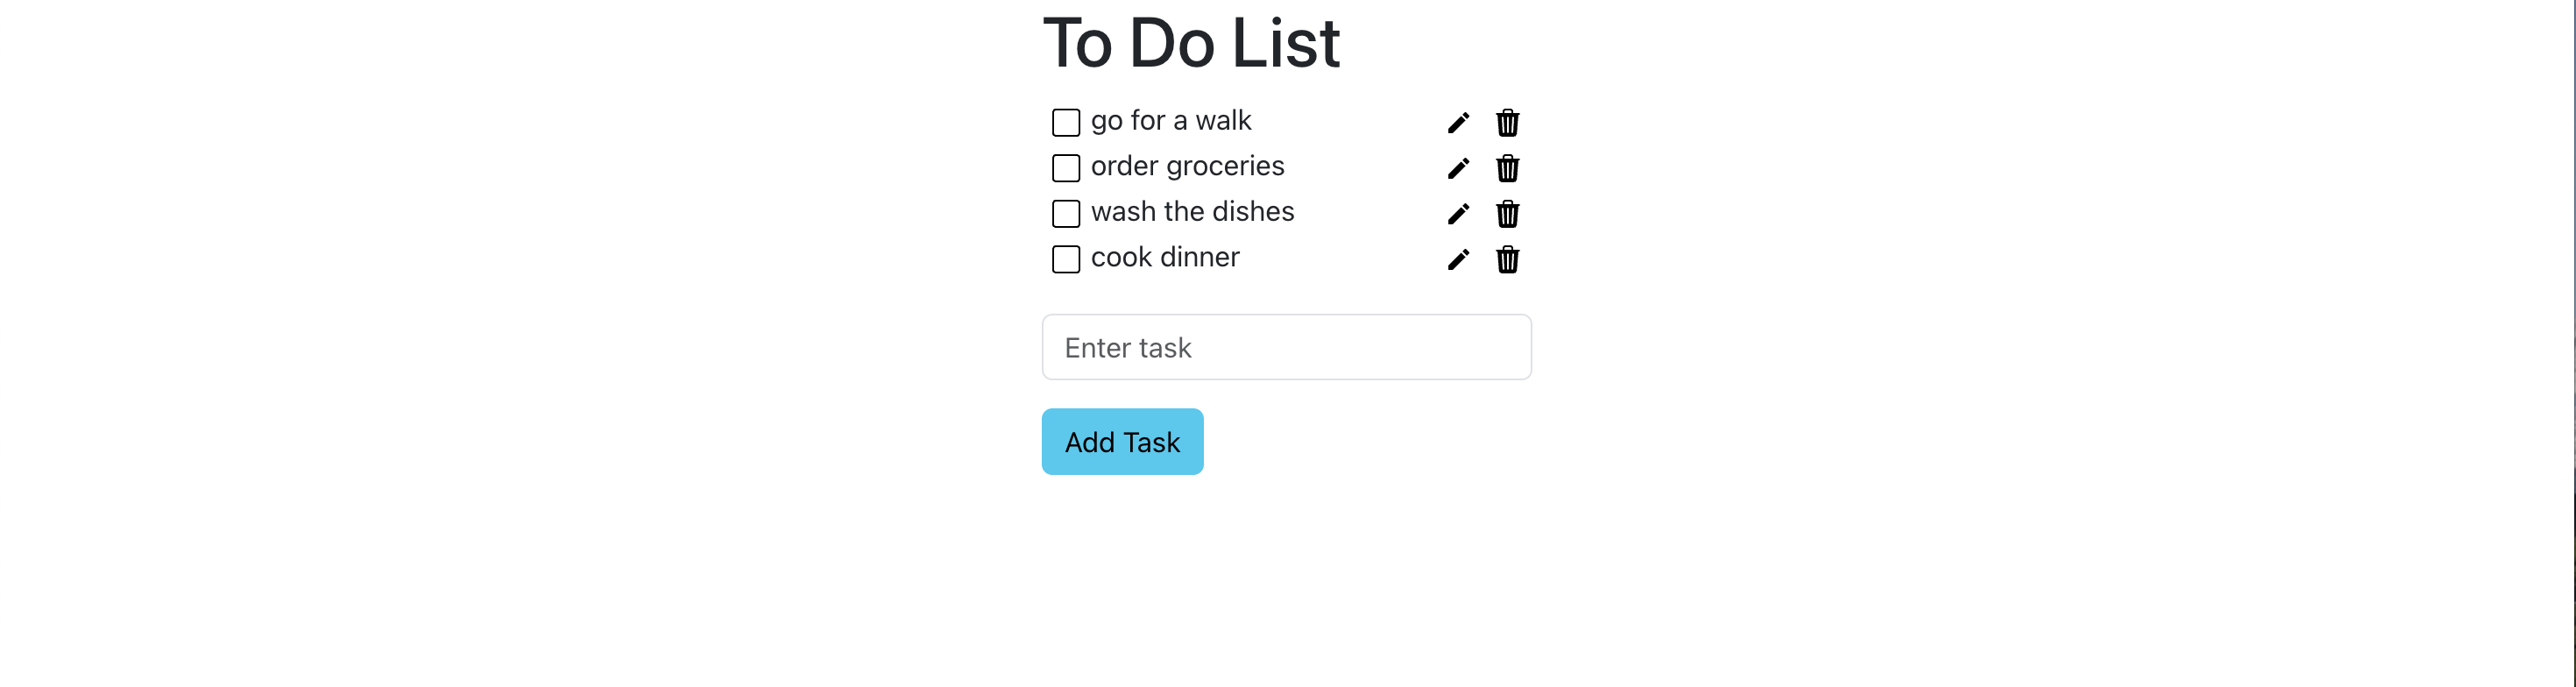 To Do List
go for a walk
order groceries
wash the dishes
cook dinner
Enter task
Add Task